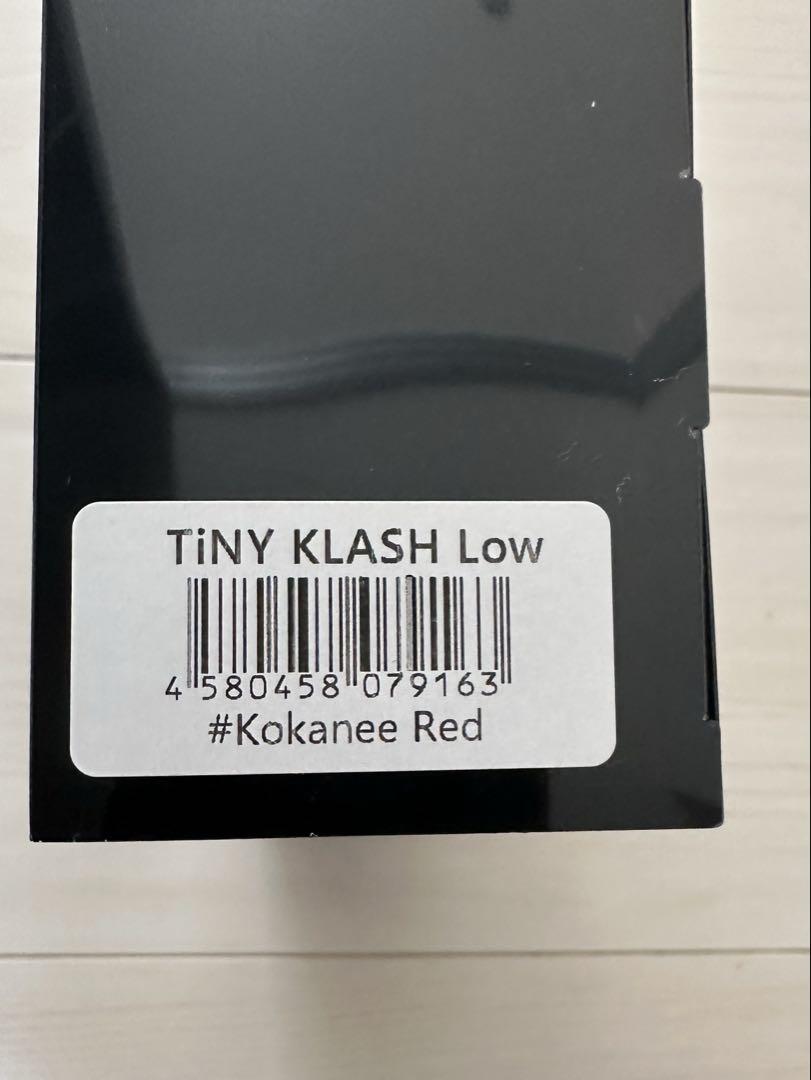 TiNY KLASH Low
4 580458 079163
#Kokanee Red